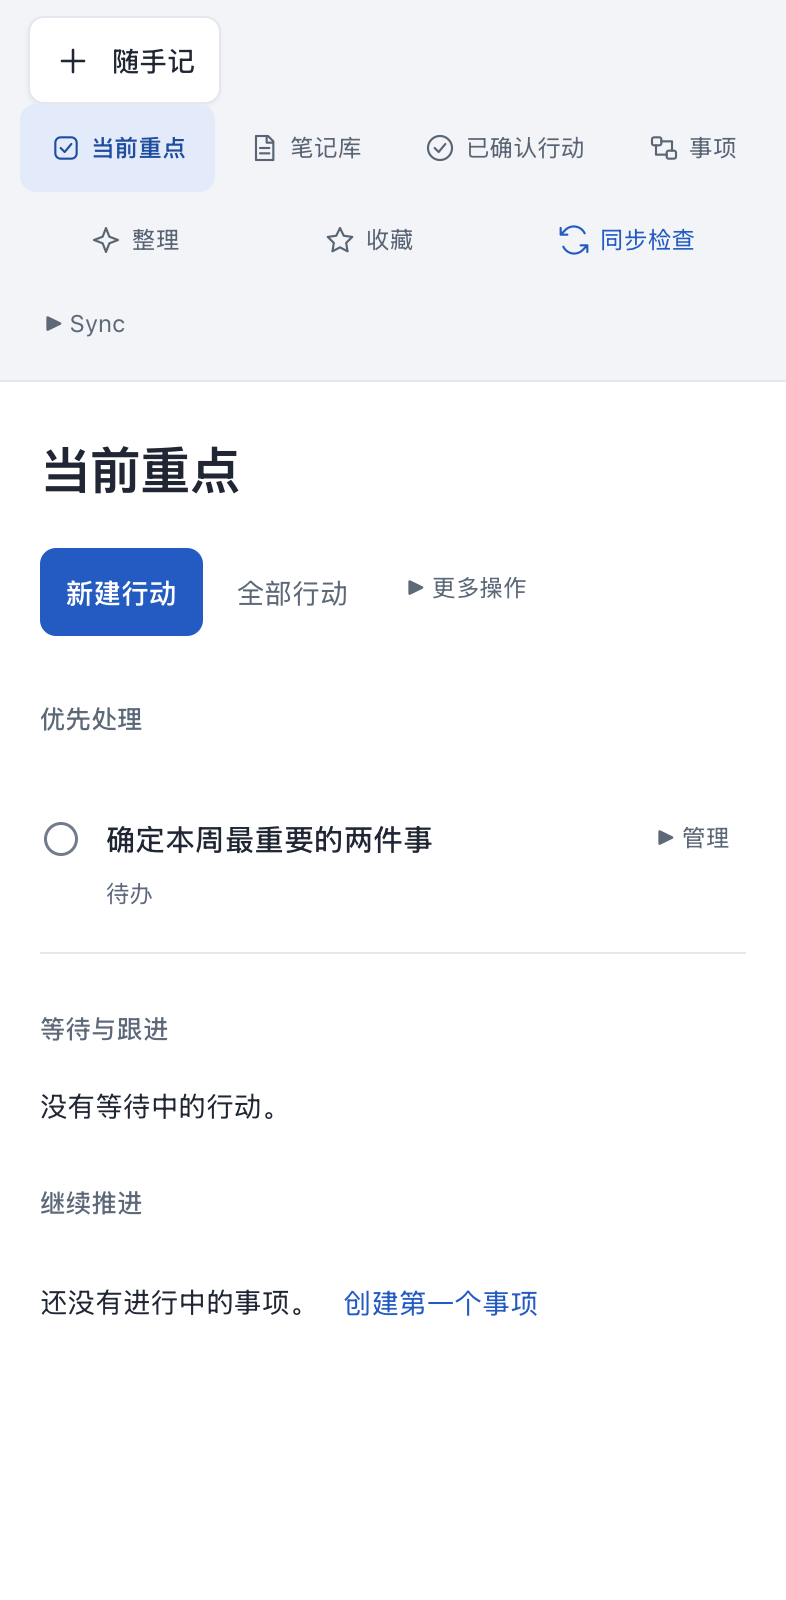 随手记
当前重点 笔记库 已确认行动 事项
整理 收藏 同步检查
Sync
当前重点
新建行动 全部行动 更多操作
优先处理
确定本周最重要的两件事 管理
待办
等待与跟进
没有等待中的行动。
继续推进
还没有进行中的事项。 创建第一个事项